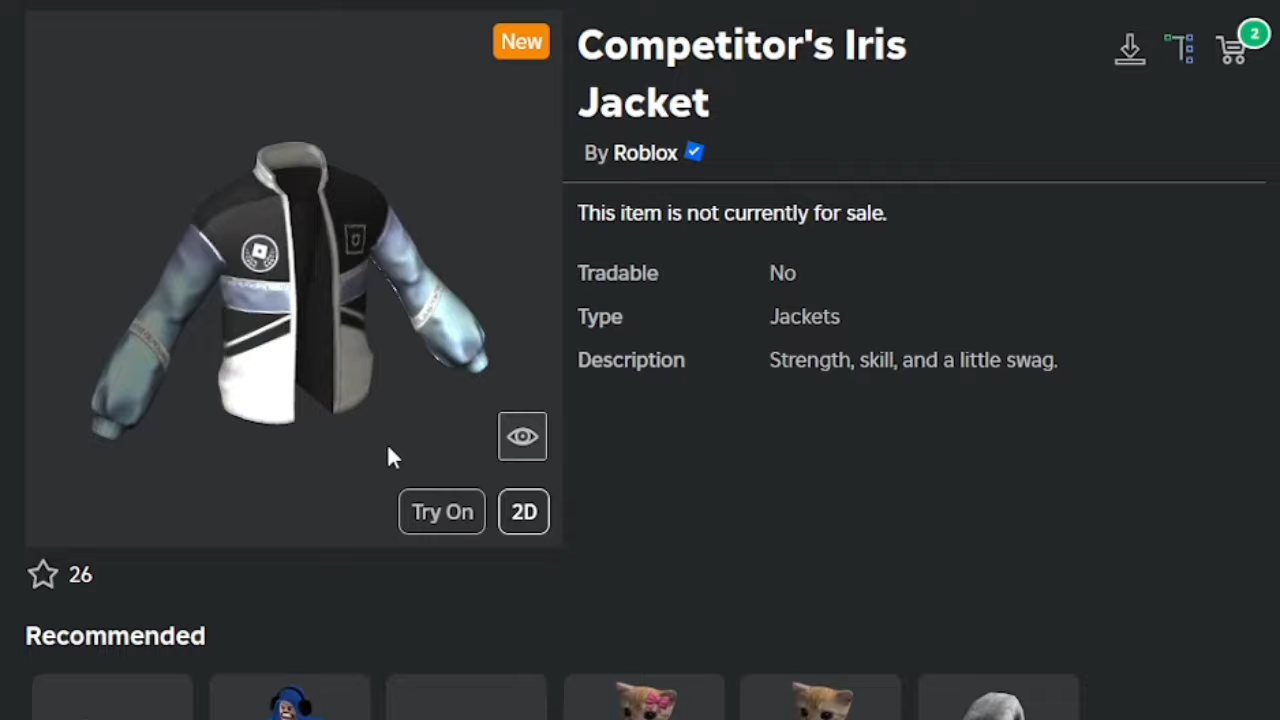 New
Competitor's Iris
Jacket
2
By Roblox
This item is not currently for sale.
Tradable No
Type Jackets
Description Strength, skill, and a little swag.
Try On
2D
26
Recommended